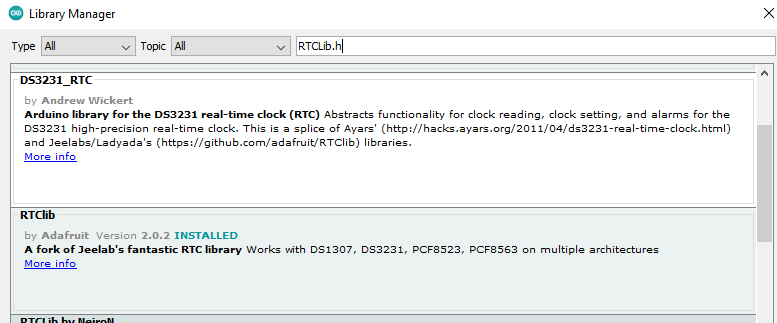 Library Manager
Type All Topic All RTCLib.h
DS3231_RTC
by Andrew Wickert
Arduino library for the DS3231 real-time clock (RTC) Abstracts functionality for clock reading, clock setting, and alarms for the
DS3231 high-precision real-time clock. This is a splice of Ayars' (http://hacks.ayars.org/2011/04/ds3231-real-time-clock.html)
and Jeelabs/Ladyada's (https://github.com/adafruit/RTClib) libraries.
More info
RTClib
by Adafruit Version 2.0.2 INSTALLED
A fork of Jeelab's fantastic RTC library Works with DS1307, DS3231, PCF8523, PCF8563 on multiple architectures
More info
RTCLib by NeiroN